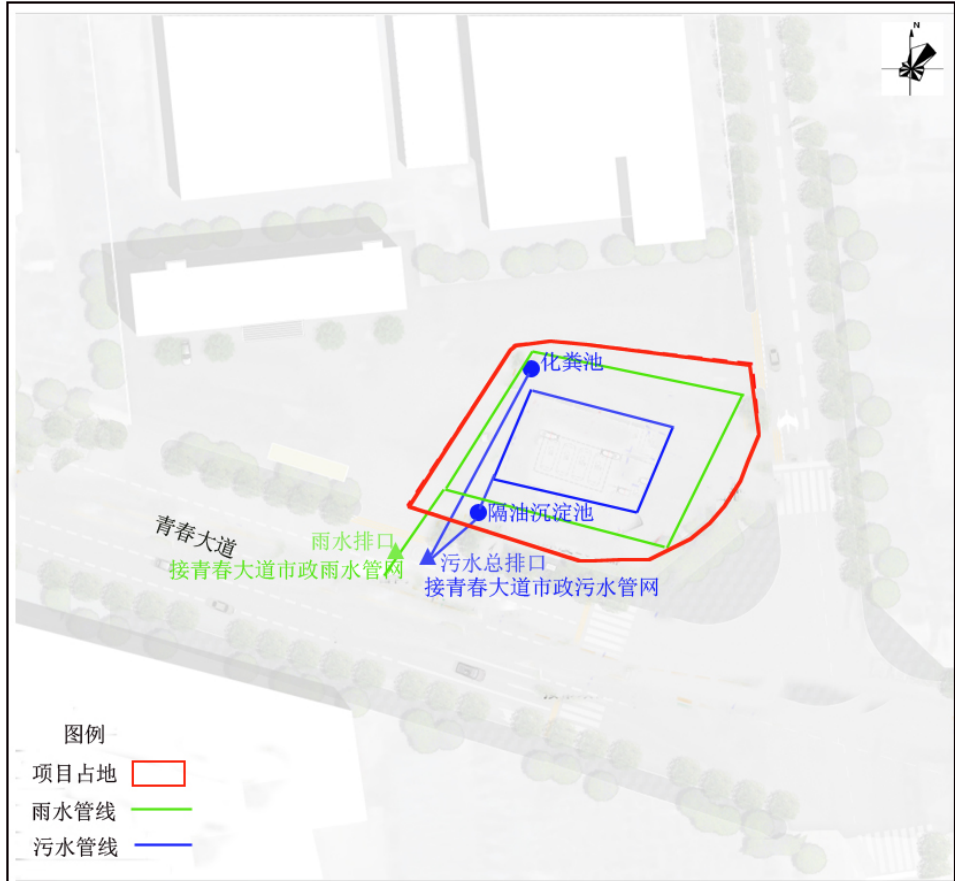 N
化粪池
隔油沉淀池
青春大道
雨水排口
接青春大道市政雨水管网
污水总排口
接青春大道市政污水管网
图例
项目占地
雨水管线
污水管线